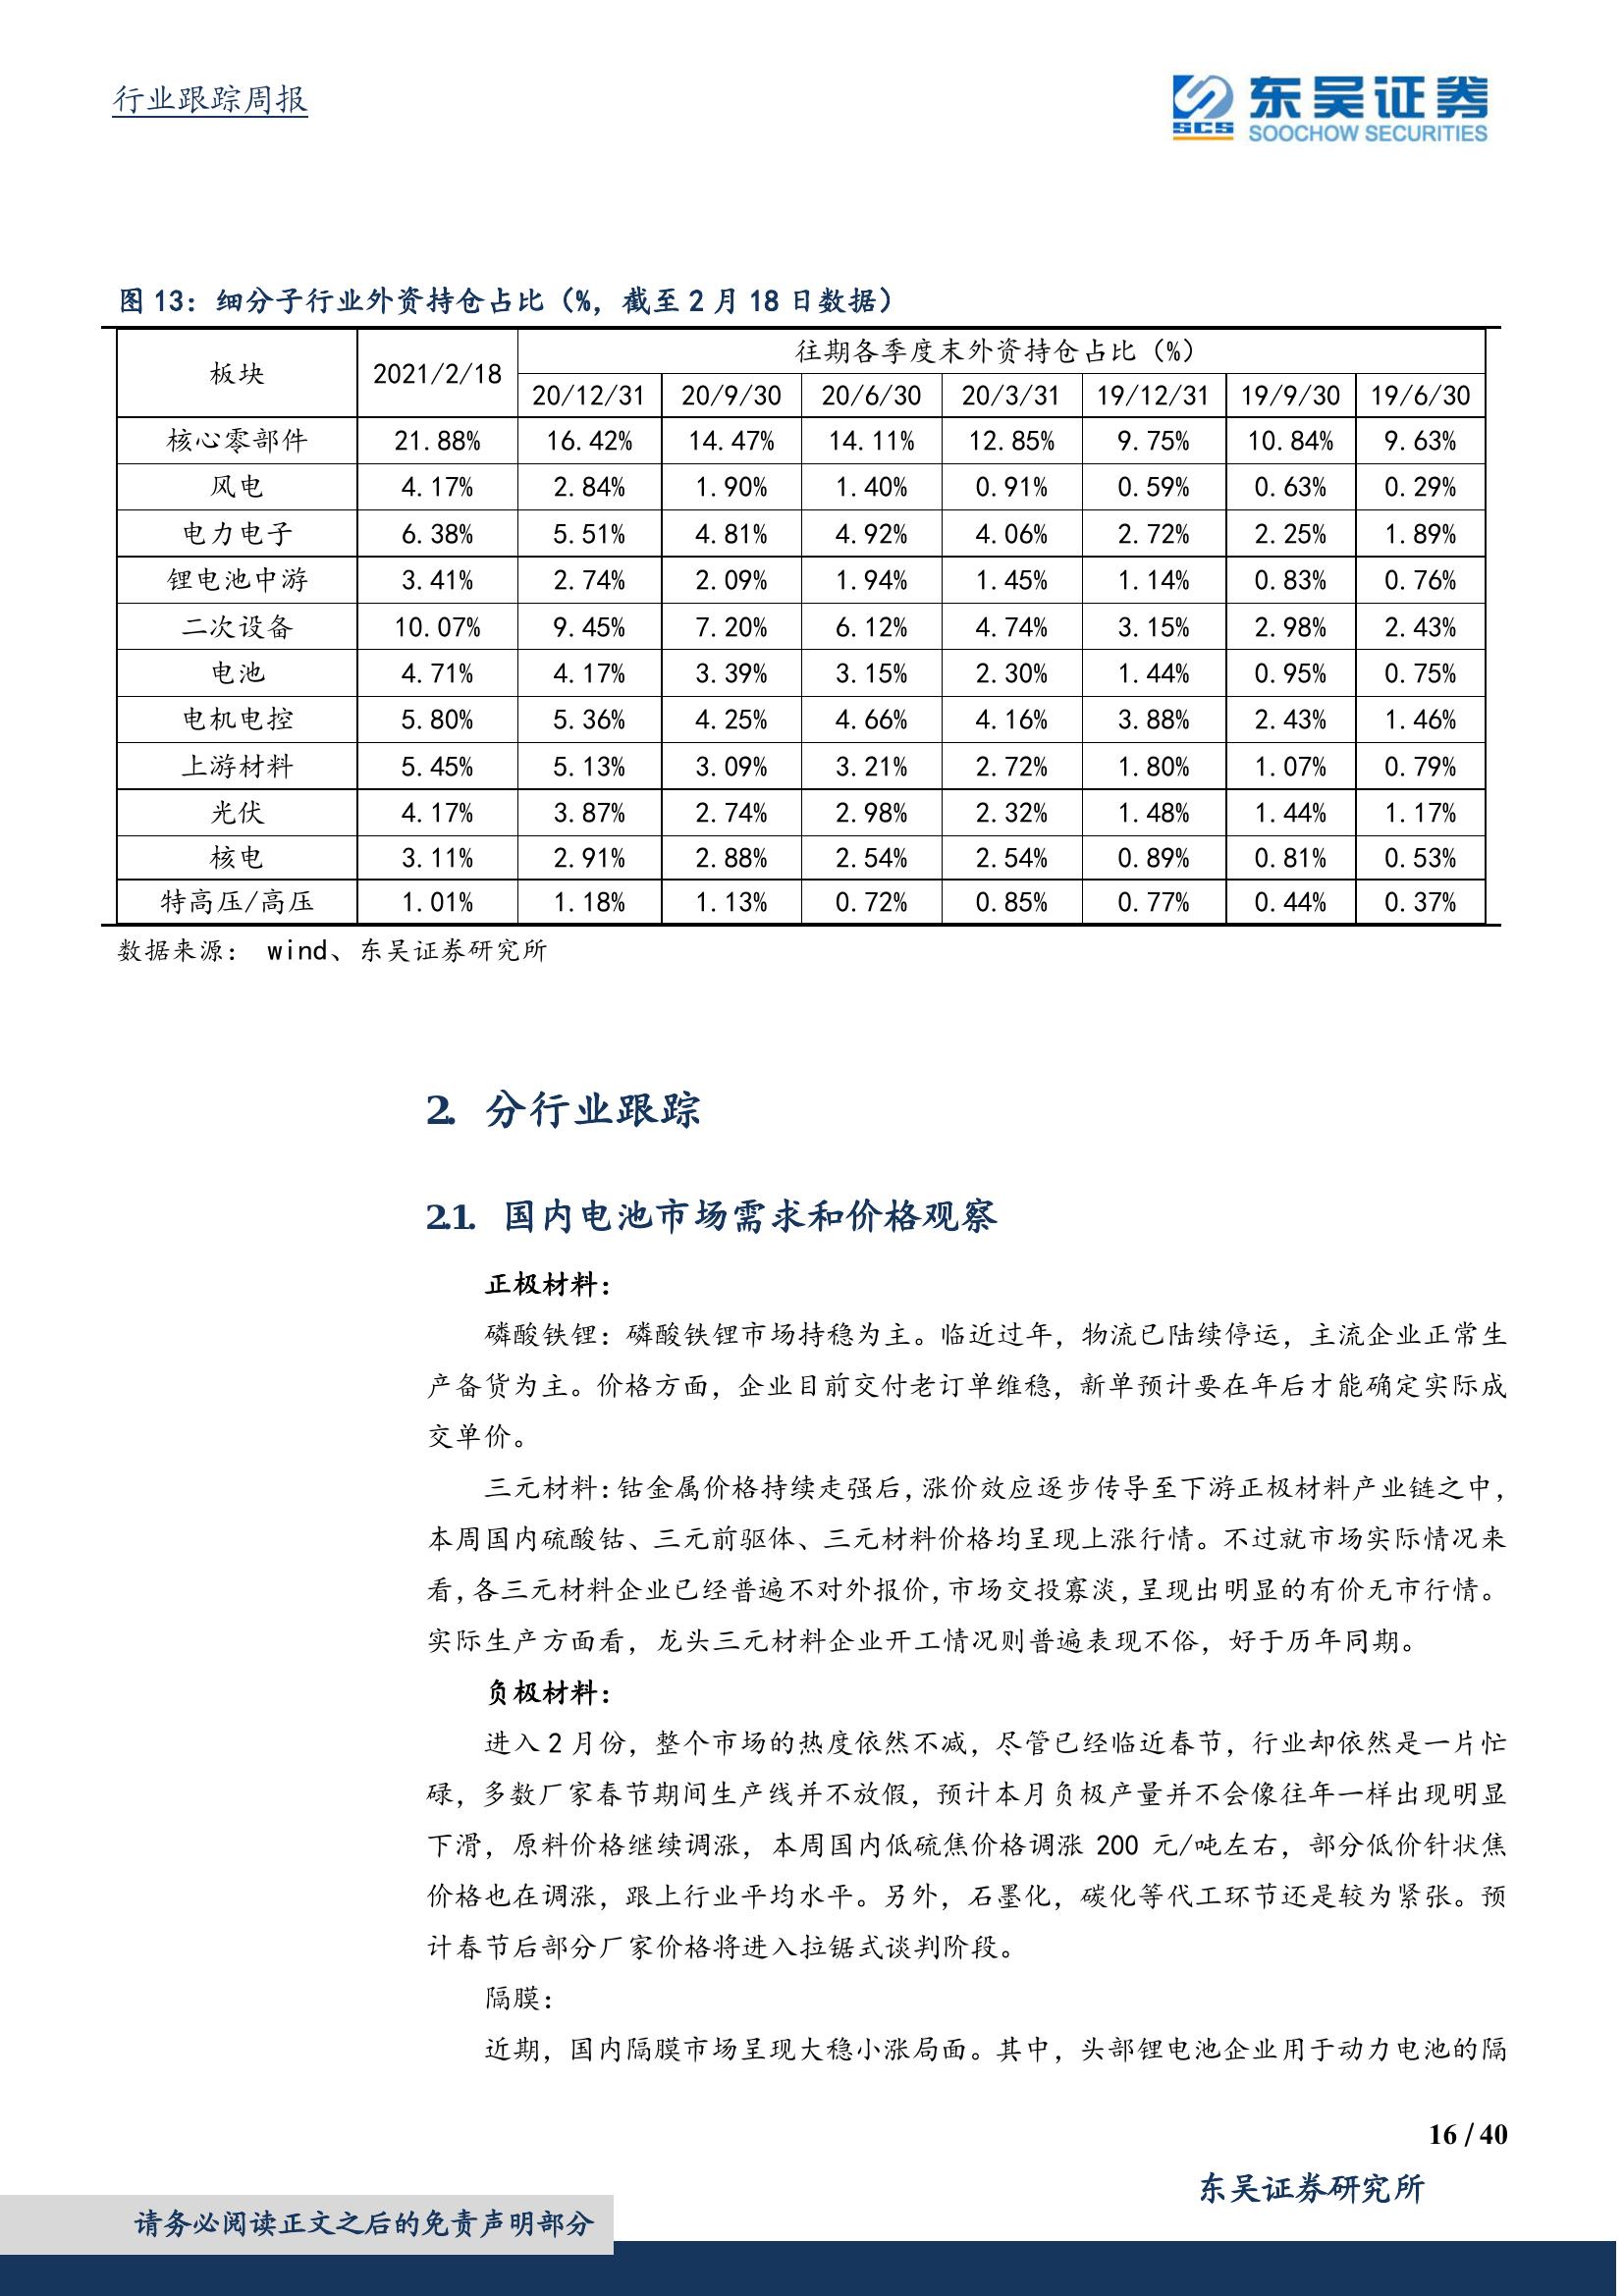 行业跟踪周报
SCS 东吴证券
SOOCHOW SECURITIES
图 13：细分子行业外资持仓占比（%，截至 2 月 18 日数据）
板块 2021/2/18 往期各季度末外资持仓占比（%）
20/12/31 20/9/30 20/6/30 20/3/31 19/12/31 19/9/30 19/6/30
核心零部件 21.88% 16.42% 14.47% 14.11% 12.85% 9.75% 10.84% 9.63%
风电 4.17% 2.84% 1.90% 1.40% 0.91% 0.59% 0.63% 0.29%
电力电子 6.38% 5.51% 4.81% 4.92% 4.06% 2.72% 2.25% 1.89%
锂电池中游 3.41% 2.74% 2.09% 1.94% 1.45% 1.14% 0.83% 0.76%
二次设备 10.07% 9.45% 7.20% 6.12% 4.74% 3.15% 2.98% 2.43%
电池 4.71% 4.17% 3.39% 3.15% 2.30% 1.44% 0.95% 0.75%
电机电控 5.80% 5.36% 4.25% 4.66% 4.16% 3.88% 2.43% 1.46%
上游材料 5.45% 5.13% 3.09% 3.21% 2.72% 1.80% 1.07% 0.79%
光伏 4.17% 3.87% 2.74% 2.98% 2.32% 1.48% 1.44% 1.17%
核电 3.11% 2.91% 2.88% 2.54% 2.54% 0.89% 0.81% 0.53%
特高压/高压 1.01% 1.18% 1.13% 0.72% 0.85% 0.77% 0.44% 0.37%
数据来源： wind、东吴证券研究所
2. 分行业跟踪
2.1. 国内电池市场需求和价格观察
正极材料：
磷酸铁锂：磷酸铁锂市场持稳为主。临近过年，物流已陆续停运，主流企业正常生
产备货为主。价格方面，企业目前交付老订单维稳，新单预计要在年后才能确定实际成
交单价。
三元材料：钴金属价格持续走强后，涨价效应逐步传导至下游正极材料产业链之中，
本周国内硫酸钴、三元前驱体、三元材料价格均呈现上涨行情。不过就市场实际情况来
看，各三元材料企业已经普遍不对外报价，市场交投寡淡，呈现出明显的有价无市行情。
实际生产方面看，龙头三元材料企业开工情况则普遍表现不俗，好于历年同期。
负极材料：
进入 2 月份，整个市场的热度依然不减，尽管已经临近春节，行业却依然是一片忙
碌，多数厂家春节期间生产线并不放假，预计本月负极产量并不会像往年一样出现明显
下滑，原料价格继续调涨，本周国内低硫焦价格调涨 200 元/吨左右，部分低价针状焦
价格也在调涨，跟上行业平均水平。另外，石墨化，碳化等代工环节还是较为紧张。预
计春节后部分厂家价格将进入拉锯式谈判阶段。
隔膜：
近期，国内隔膜市场呈现大稳小涨局面。其中，头部锂电池企业用于动力电池的隔
16 / 40
东吴证券研究所
请务必阅读正文之后的免责声明部分